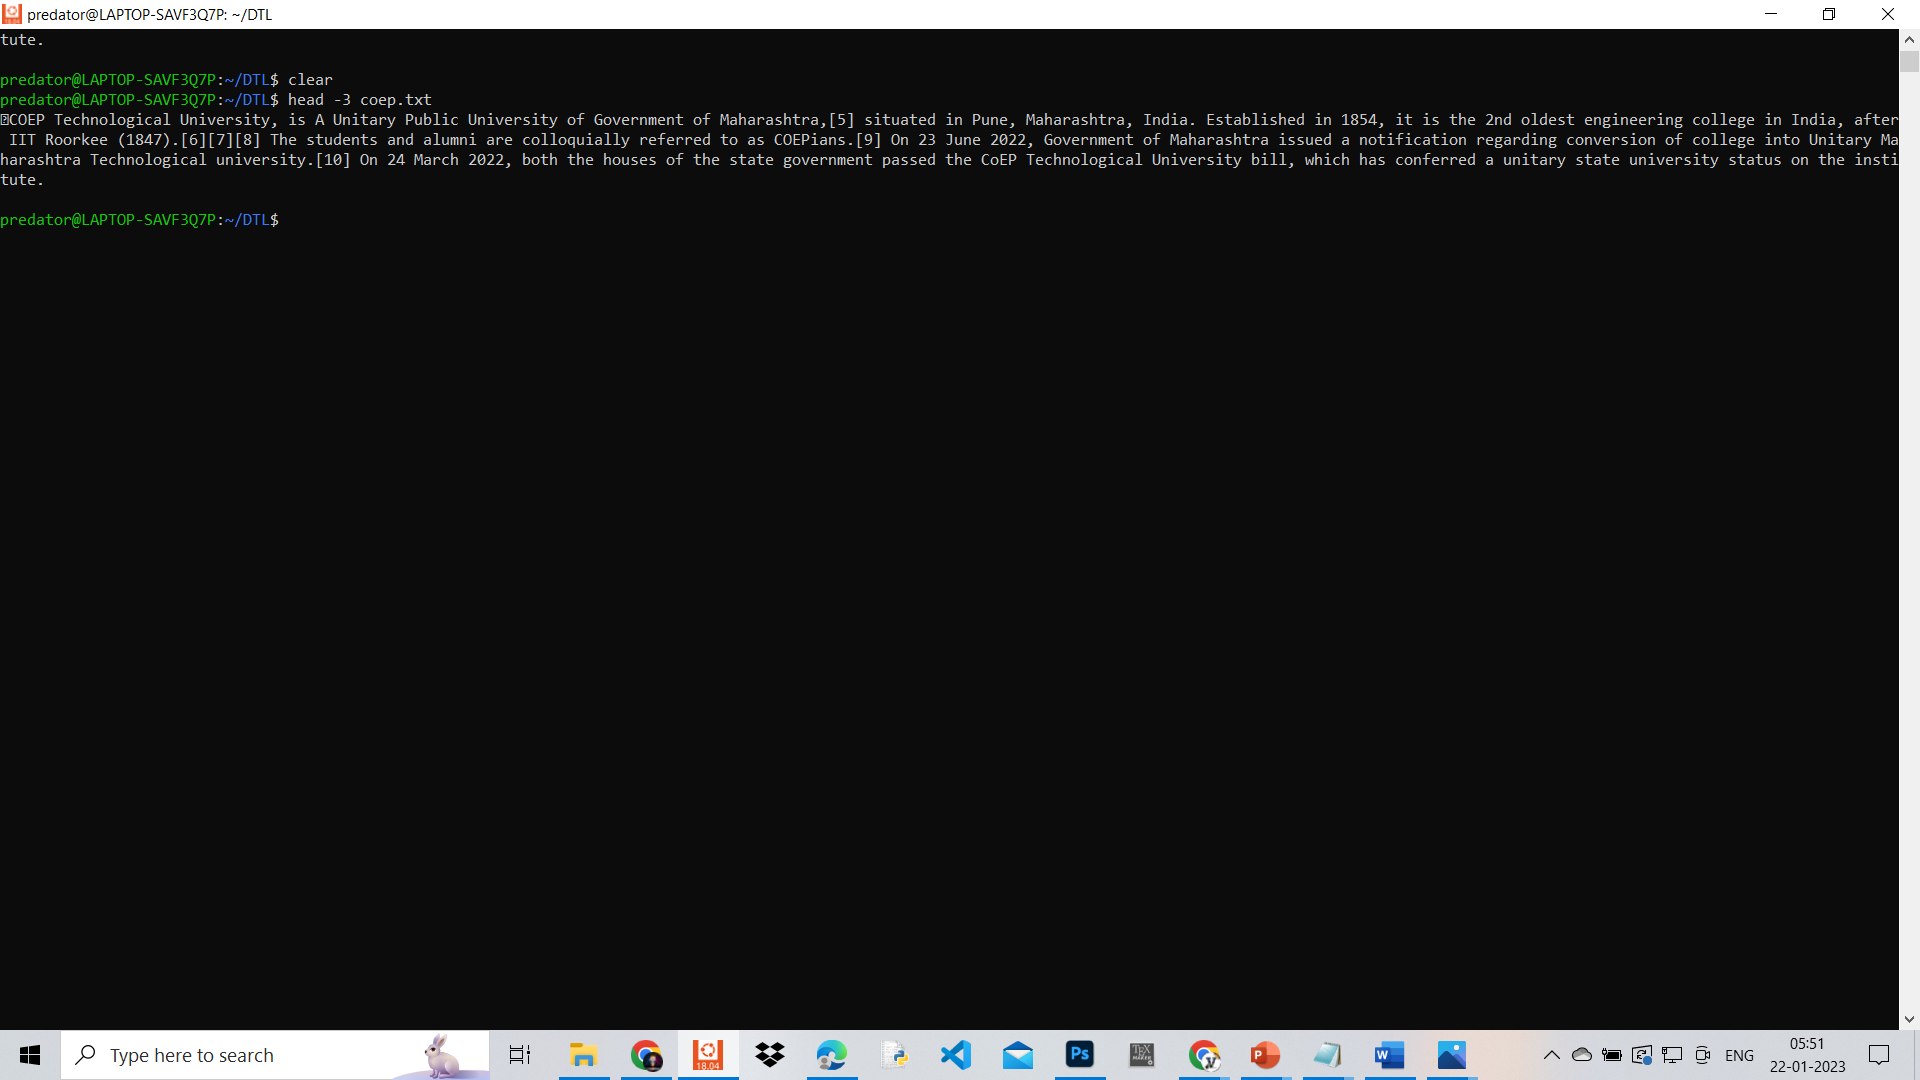 predator@LAPTOP-SAVF3Q7P: ~/DTL
tute.
predator@LAPTOP-SAVF3Q7P:~/DTL$ clear
predator@LAPTOP-SAVF3Q7P:~/DTL$ head -3 coep.txt
COEP Technological University, is A Unitary Public University of Government of Maharashtra,[5] situated in Pune, Maharashtra, India. Established in 1854, it is the 2nd oldest engineering college in India, after
IIT Roorkee (1847).[6][7][8] The students and alumni are colloquially referred to as COEPians.[9] On 23 June 2022, Government of Maharashtra issued a notification regarding conversion of college into Unitary Ma
harashtra Technological university.[10] On 24 March 2022, both the houses of the state government passed the CoEP Technological University bill, which has conferred a unitary state university status on the insti
tute.
predator@LAPTOP-SAVF3Q7P:~/DTL$
Type here to search
18.04
Ps
TEX
MAKER
P
W
ENG
05:51
22-01-2023